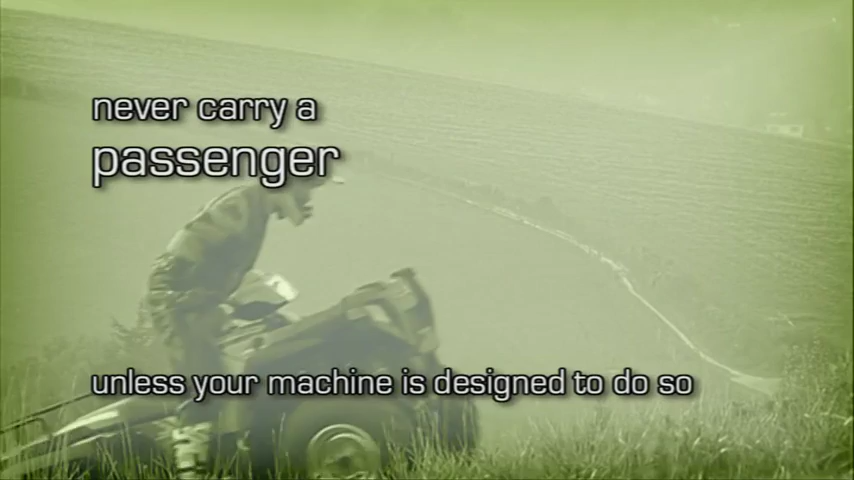 never carry a
passenger
unless your machine is designed to do so